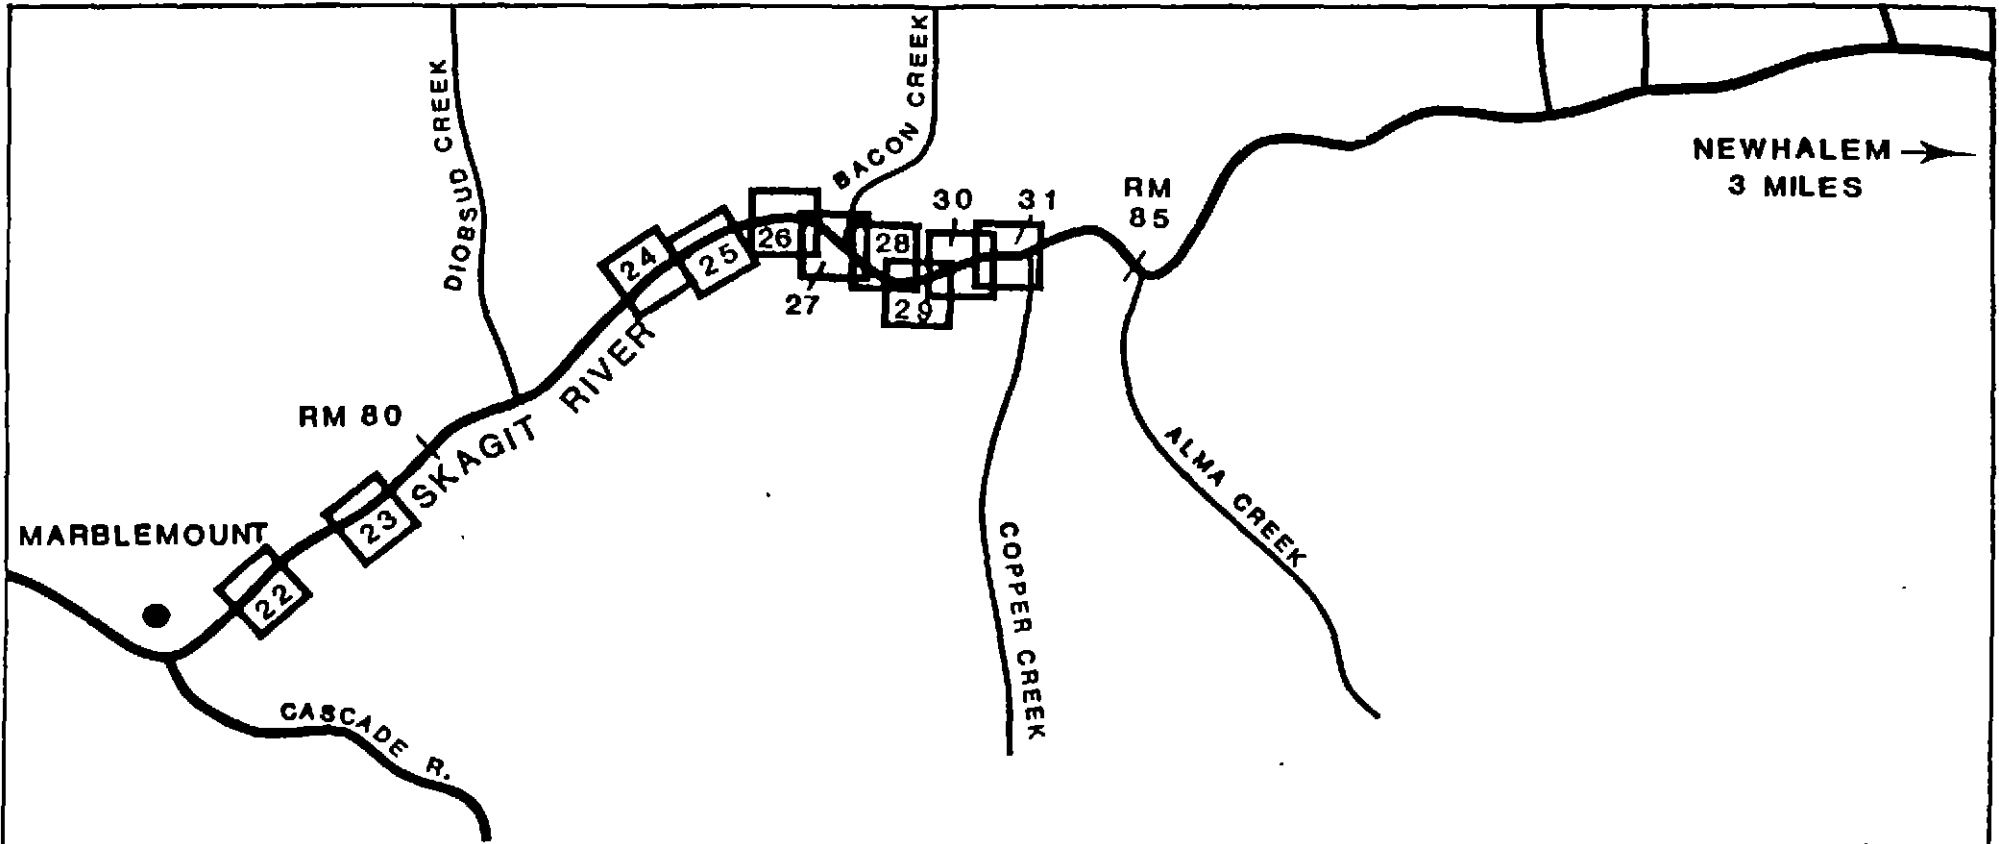 DIOBSUD CREEK
BACON CREEK
NEWHALEM
3 MILES
RM
85
30
31
24
25
26
28
27
29
SKAGIT RIVER
RM 80
MARBLEMOUNT
23
22
ALMA CREEK
COPPER CREEK
CASCADE R.